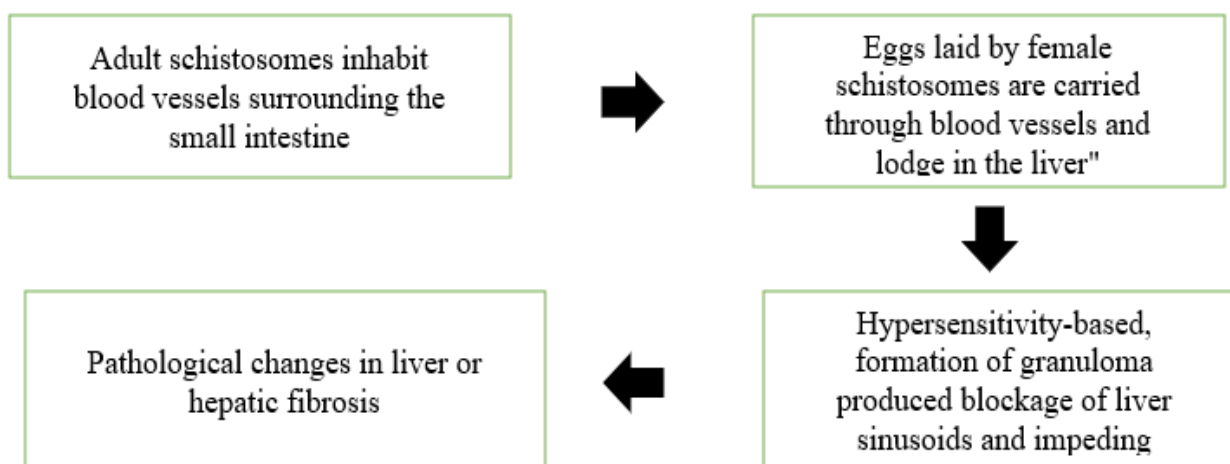 Adult schistosomes inhabit
blood vessels surrounding the
small intestine
Eggs laid by female
schistosomes are carried
through blood vessels and
lodge in the liver"
Hypersensitivity-based,
formation of granuloma
produced blockage of liver
sinusoids and impeding
Pathological changes in liver or
hepatic fibrosis